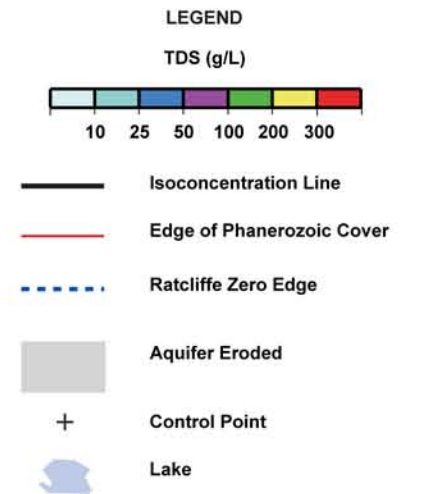 LEGEND
TDS (g/L)
10 25 50 100 200 300
Isoconcentration Line
Edge of Phanerozoic Cover
Ratcliffe Zero Edge
Aquifer Eroded
Control Point
Lake